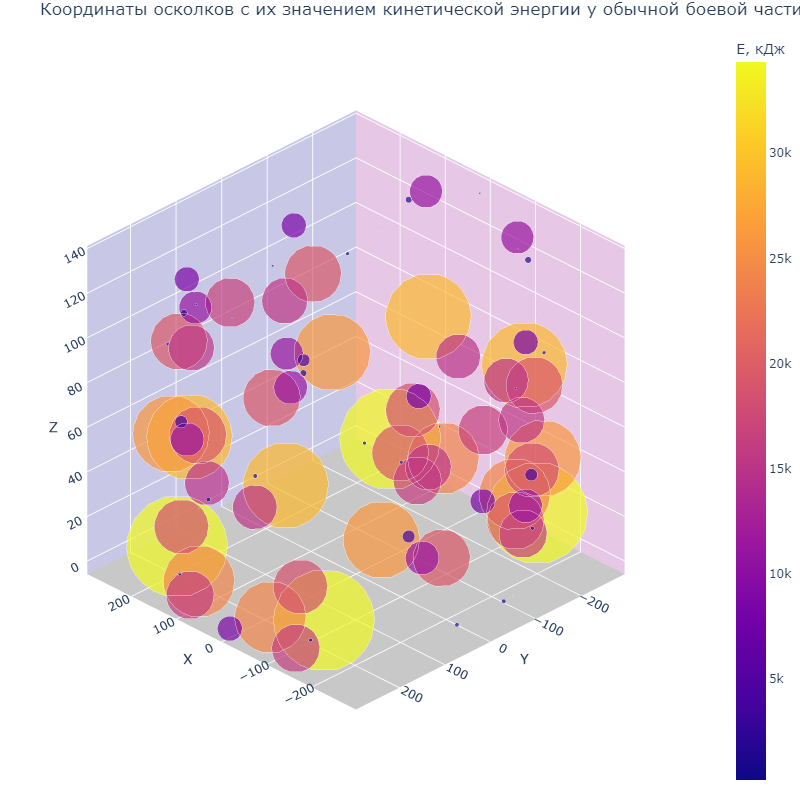 Координаты осколков с их значением кинетической энергии у обычной боевой части
E, кДж
30k
25k
20k
15k
10k
5k
140
120
100
80
60
40
20
0
Z
200
100
0
−100
−200
X
200
100
0
−100
−200
Y